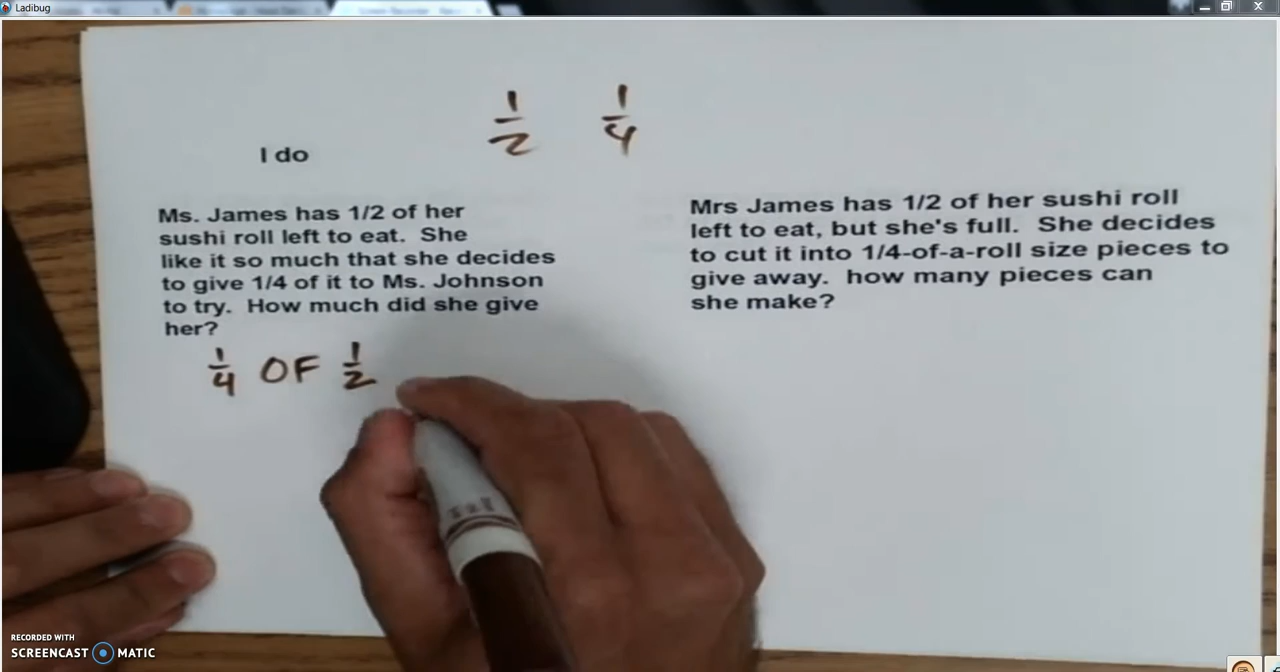 Ladibug
1/2 1/4
I do
Ms. James has 1/2 of her
sushi roll left to eat. She
like it so much that she decides
to give 1/4 of it to Ms. Johnson
to try. How much did she give
her?
1/4 OF 1/2
Mrs James has 1/2 of her sushi roll
left to eat, but she's full. She decides
to cut it into 1/4-of-a-roll size pieces to
give away. how many pieces can
she make?
RECORDED WITH
SCREENCAST MATIC